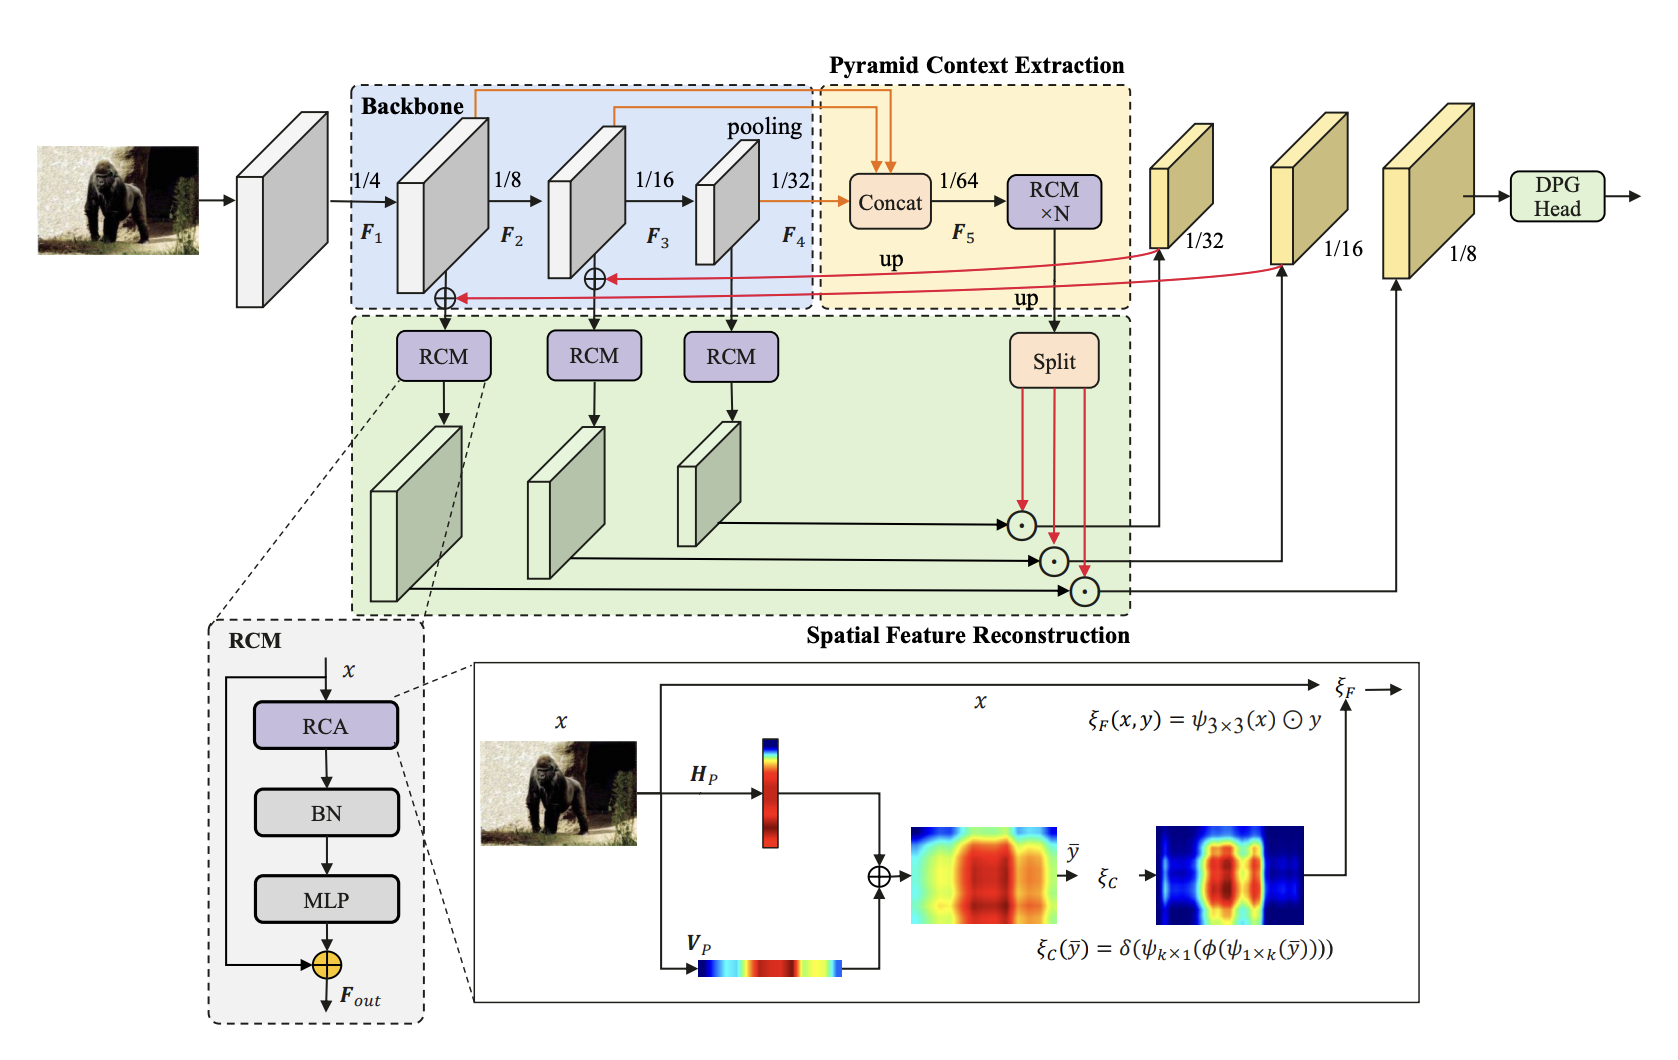 Pyramid Context Extraction
Backbone
pooling
1/4
1/8
1/16
1/32
1/64
F1
F2
F3
F4
F5
Concat
RCM
×N
1/32
1/16
1/8
DPG
Head
up
up
RCM
RCM
RCM
Split
Spatial Feature Reconstruction
RCM
x
RCA
BN
MLP
Fout
x
x
ξF
ξF(x, y) = ψ3×3(x) ⊙ y
HP
VP
ȳ
ξC
ξC(ȳ) = δ(ψk×1(ϕ(ψ1×k(ȳ))))